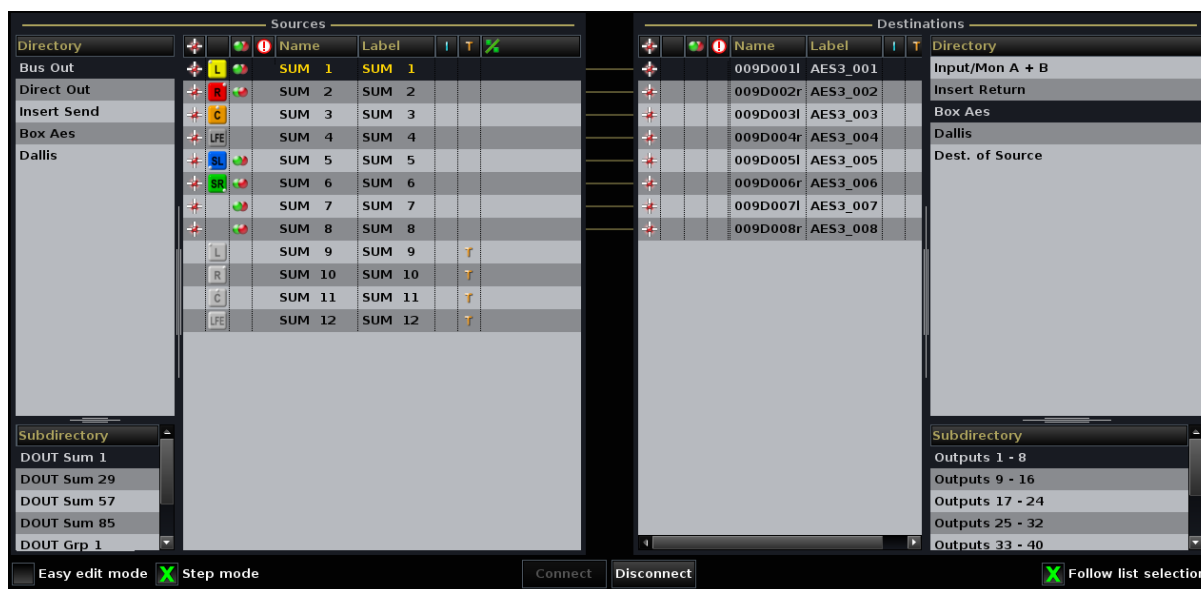 Sources
Directory
Bus Out
Direct Out
Insert Send
Box Aes
Dallis
Subdirectory
DOUT Sum 1
DOUT Sum 29
DOUT Sum 57
DOUT Sum 85
DOUT Grp 1
Name Label I T
L SUM 1 SUM 1
R SUM 2 SUM 2
C SUM 3 SUM 3
LFE SUM 4 SUM 4
SL SUM 5 SUM 5
SR SUM 6 SUM 6
SUM 7 SUM 7
SUM 8 SUM 8
L SUM 9 SUM 9 T
R SUM 10 SUM 10 T
C SUM 11 SUM 11 T
LFE SUM 12 SUM 12 T
Destinations
Name Label I T
009D001l AES3_001
009D002r AES3_002
009D003l AES3_003
009D004r AES3_004
009D005l AES3_005
009D006r AES3_006
009D007l AES3_007
009D008r AES3_008
Directory
Input/Mon A + B
Insert Return
Box Aes
Dallis
Dest. of Source
Subdirectory
Outputs 1 - 8
Outputs 9 - 16
Outputs 17 - 24
Outputs 25 - 32
Outputs 33 - 40
Easy edit mode X Step mode Connect Disconnect X Follow list selection